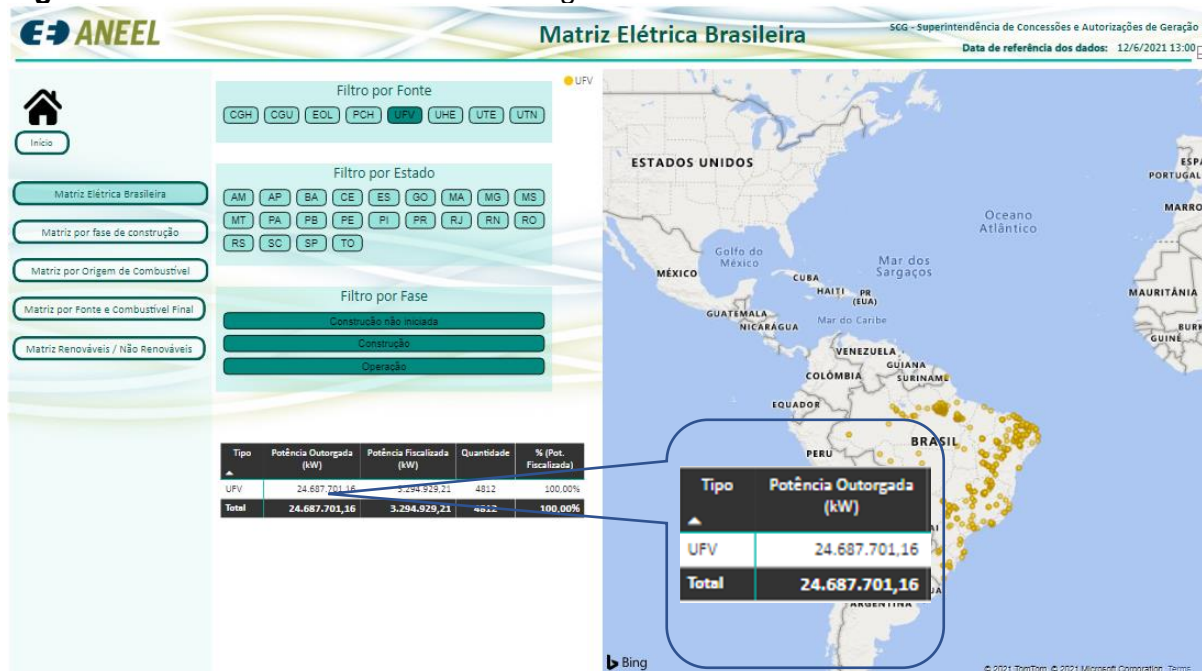 ANEEL
Matriz Elétrica Brasileira
SCG - Superintendência de Concessões e Autorizações de Geração
Data de referência dos dados: 12/6/2021 13:00
Início
Matriz Elétrica Brasileira
Matriz por fase de construção
Matriz por Origem de Combustível
Matriz por Fonte e Combustível Final
Matriz Renováveis / Não Renováveis
Filtro por Fonte
CGH CGU EOL PCH UFV UHE UTE UTN
Filtro por Estado
AM AP BA CE ES GO MA MG MS
MT PA PB PE PI PR RJ RN RO
RS SC SP TO
Filtro por Fase
Construção não iniciada
Construção
Operação
Tipo Potência Outorgada (kW) Potência Fiscalizada (kW) Quantidade % (Pot. Fiscalizada)
UFV 24.687.701,16 3.294.929,21 4812 100,00%
Total 24.687.701,16 3.294.929,21 4812 100,00%
UFV
ESTADOS UNIDOS
PORTUGAL
MARRO
Oceano
Atlântico
Golfo do
México
MÉXICO
CUBA
Mar dos
Sargaços
HAITI
PR
(EUA)
MAURITÂNIA
GUATEMALA
Mar do Caribe
NICARÁGUA
BURK
GUINÉ
VENEZUELA
GUIANA
COLÔMBIA
SURINAME
EQUADOR
BRASIL
PERU
Tipo Potência Outorgada
(kW)
UFV 24.687.701,16
Total 24.687.701,16
ARGENTINA
Bing
© 2021 TomTom, © 2021 Microsoft Corporation Terms